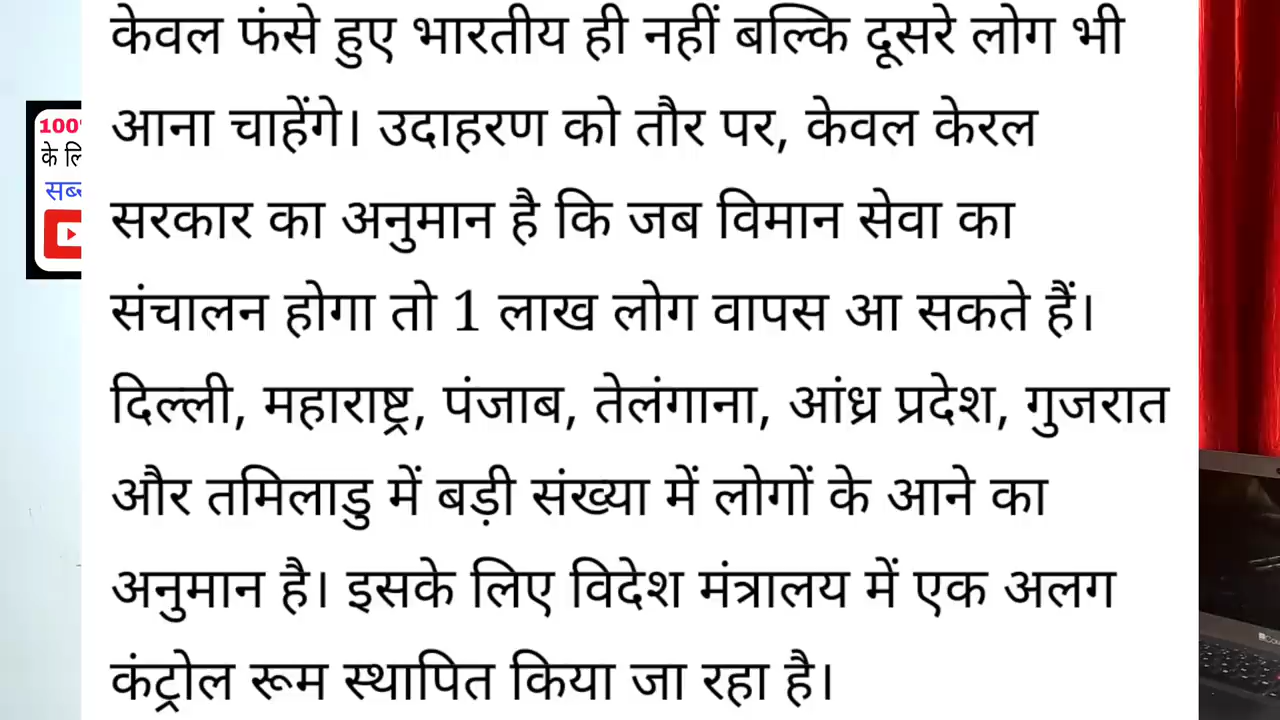 केवल फंसे हुए भारतीय ही नहीं बल्कि दूसरे लोग भी
आना चाहेंगे। उदाहरण को तौर पर, केवल केरल
सरकार का अनुमान है कि जब विमान सेवा का
संचालन होगा तो 1 लाख लोग वापस आ सकते हैं।
दिल्ली, महाराष्ट्र, पंजाब, तेलंगाना, आंध्र प्रदेश, गुजरात
और तमिलाडु में बड़ी संख्या में लोगों के आने का
अनुमान है। इसके लिए विदेश मंत्रालय में एक अलग
कंट्रोल रूम स्थापित किया जा रहा है।
100
के लि